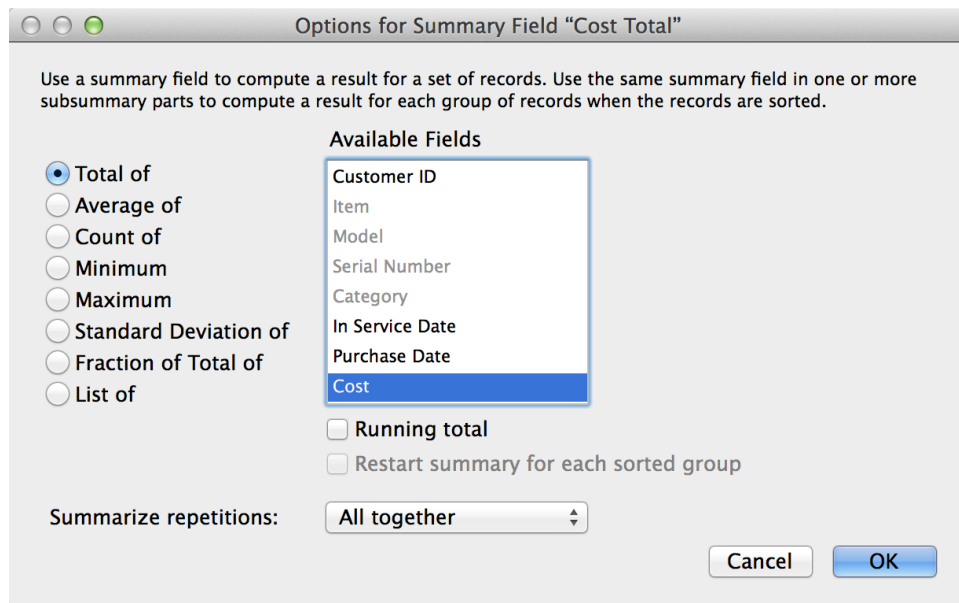 Options for Summary Field “Cost Total”
Use a summary field to compute a result for a set of records. Use the same summary field in one or more
subsummary parts to compute a result for each group of records when the records are sorted.
Available Fields
Total of
Average of
Count of
Minimum
Maximum
Standard Deviation of
Fraction of Total of
List of
Customer ID
Item
Model
Serial Number
Category
In Service Date
Purchase Date
Cost
Running total
Restart summary for each sorted group
Summarize repetitions: All together
Cancel OK